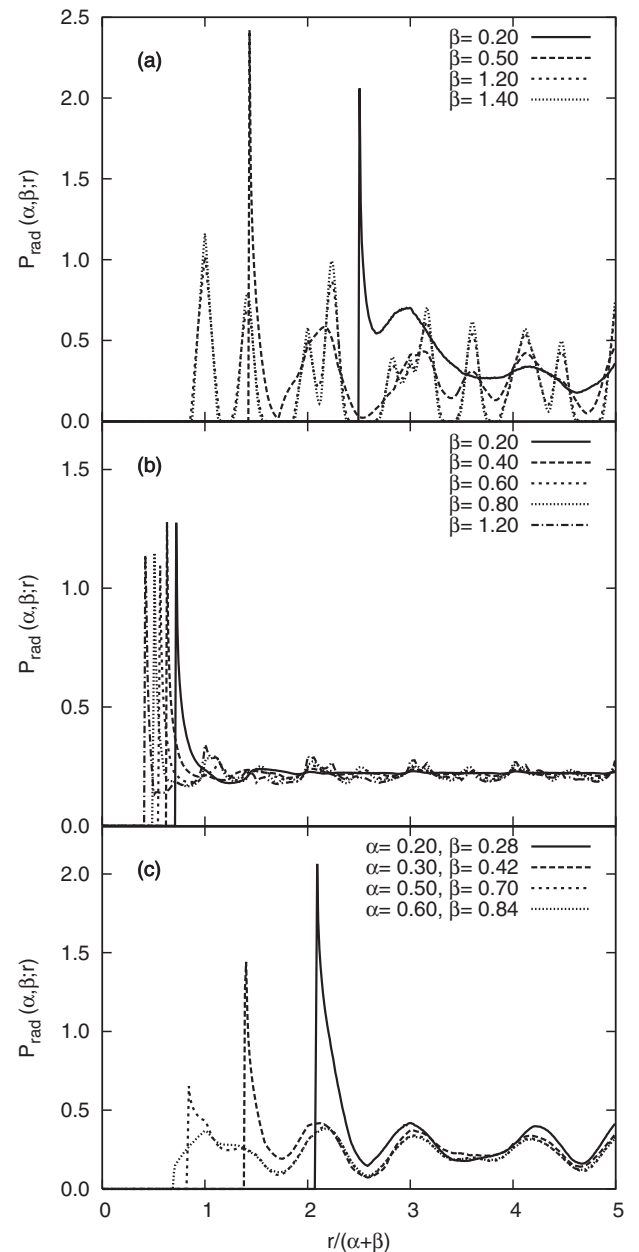 2.5
(a)
β= 0.20
β= 0.50
β= 1.20
β= 1.40
2.0
1.5
1.0
0.5
0.0
P_rad (α,β;r)
(b)
β= 0.20
β= 0.40
β= 0.60
β= 0.80
β= 1.20
1.5
1.0
0.5
0.0
P_rad (α,β;r)
(c)
α= 0.20, β= 0.28
α= 0.30, β= 0.42
α= 0.50, β= 0.70
α= 0.60, β= 0.84
2.0
1.5
1.0
0.5
0.0
P_rad (α,β;r)
0 1 2 3 4 5
r/(α+β)